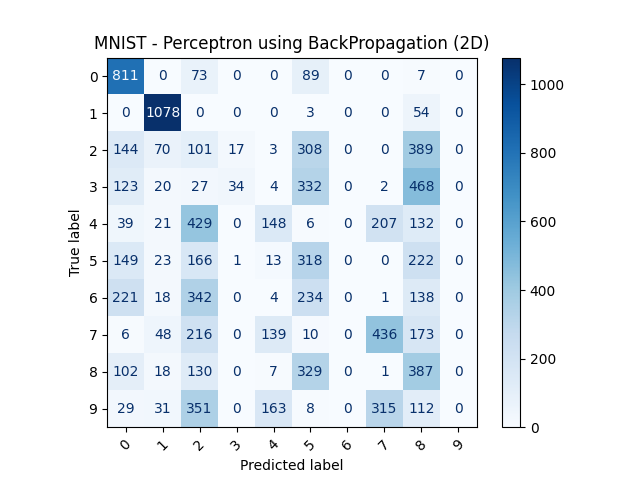 MNIST - Perceptron using BackPropagation (2D)
0 811 0 73 0 0 89 0 0 7 0
1 0 1078 0 0 0 3 0 0 54 0
2 144 70 101 17 3 308 0 0 389 0
3 123 20 27 34 4 332 0 2 468 0
4 39 21 429 0 148 6 0 207 132 0
5 149 23 166 1 13 318 0 0 222 0
6 221 18 342 0 4 234 0 1 138 0
7 6 48 216 0 139 10 0 436 173 0
8 102 18 130 0 7 329 0 1 387 0
9 29 31 351 0 163 8 0 315 112 0
0 1 2 3 4 5 6 7 8 9
Predicted label
True label
1000
800
600
400
200
0